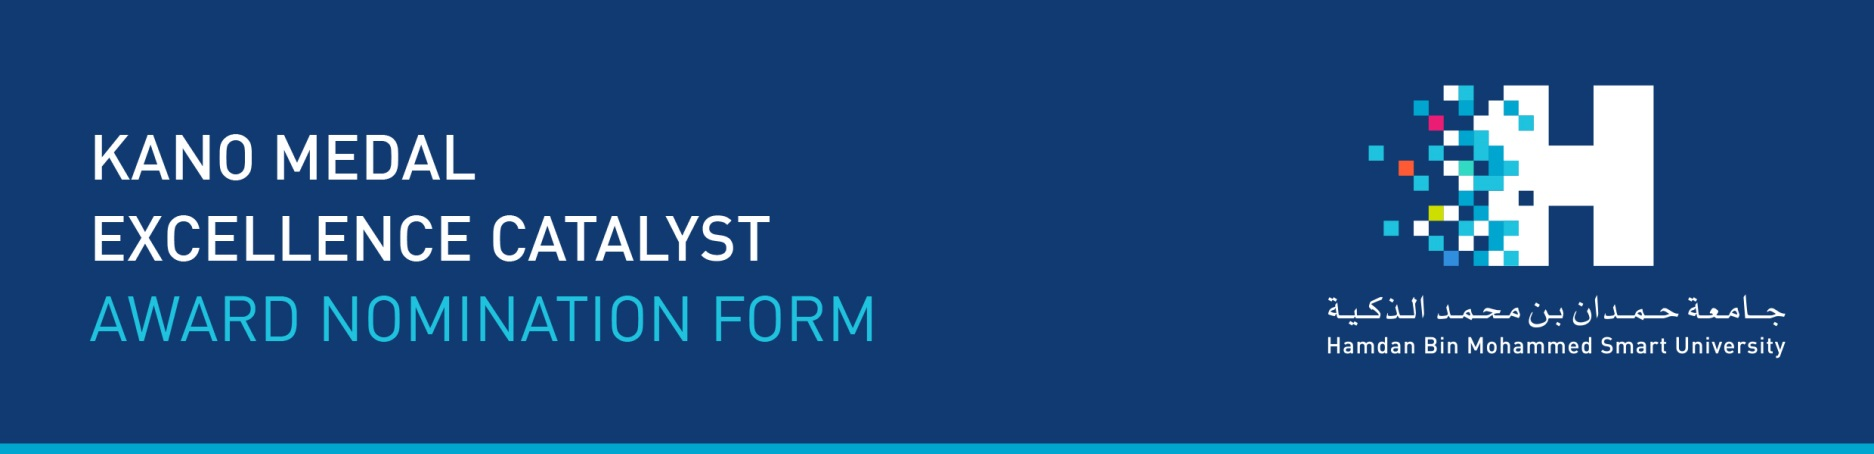 KANO MEDAL
EXCELLENCE CATALYST
AWARD NOMINATION FORM
جامعة حمدان بن محمد الذكية
Hamdan Bin Mohammed Smart University